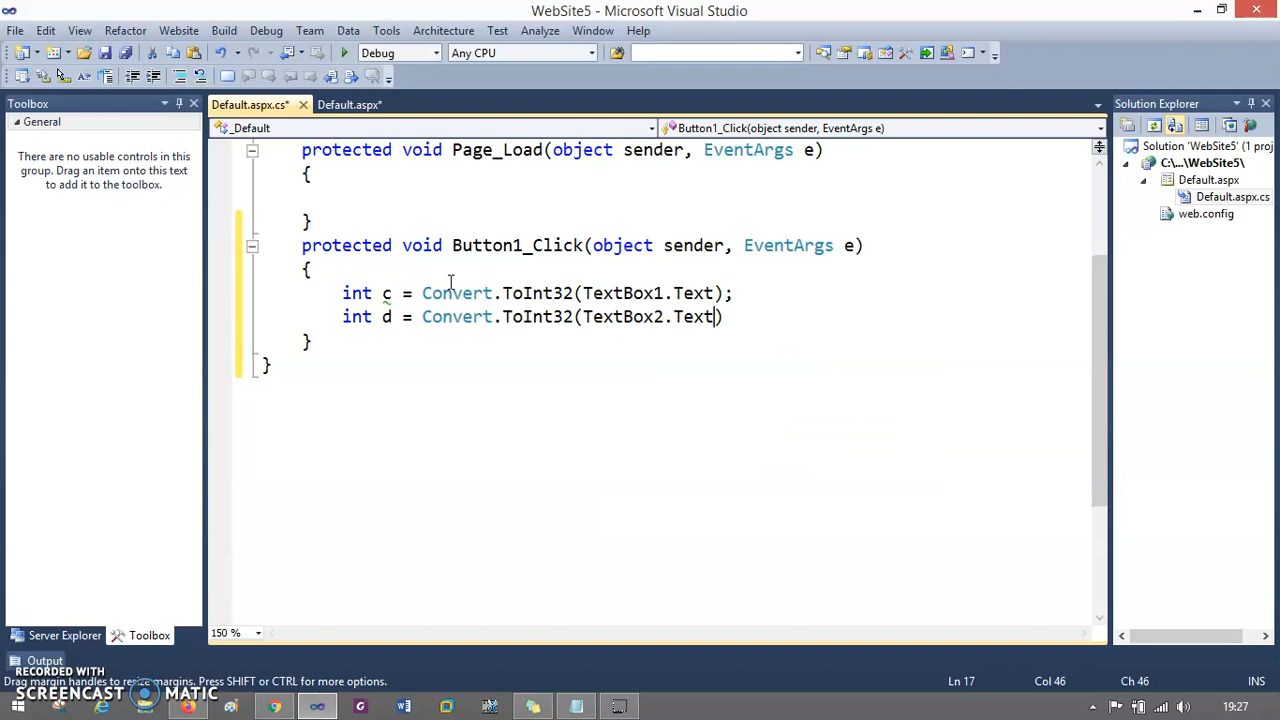 WebSite5 - Microsoft Visual Studio
File Edit View Refactor Website Build Debug Team Data Tools Architecture Test Analyze Window Help
Debug Any CPU
Toolbox Default.aspx.cs* Default.aspx* Solution Explorer
General
_Default Button1_Click(object sender, EventArgs e)
There are no usable controls in this
group. Drag an item onto this text
to add it to the toolbox.
protected void Page_Load(object sender, EventArgs e)
{
}
protected void Button1_Click(object sender, EventArgs e)
{
int c = Convert.ToInt32(TextBox1.Text);
int d = Convert.ToInt32(TextBox2.Text)
}
}
Solution 'WebSite5' (1 proj
C:\...\WebSite5\
Default.aspx
Default.aspx.cs
web.config
150 %
Server Explorer Toolbox
Output
Drag margin handles to resize margins. Press SHIFT or CTRL for more options.
Ln 17 Col 46 Ch 46 INS
RECORDED WITH
SCREENCAST MATIC
19:27